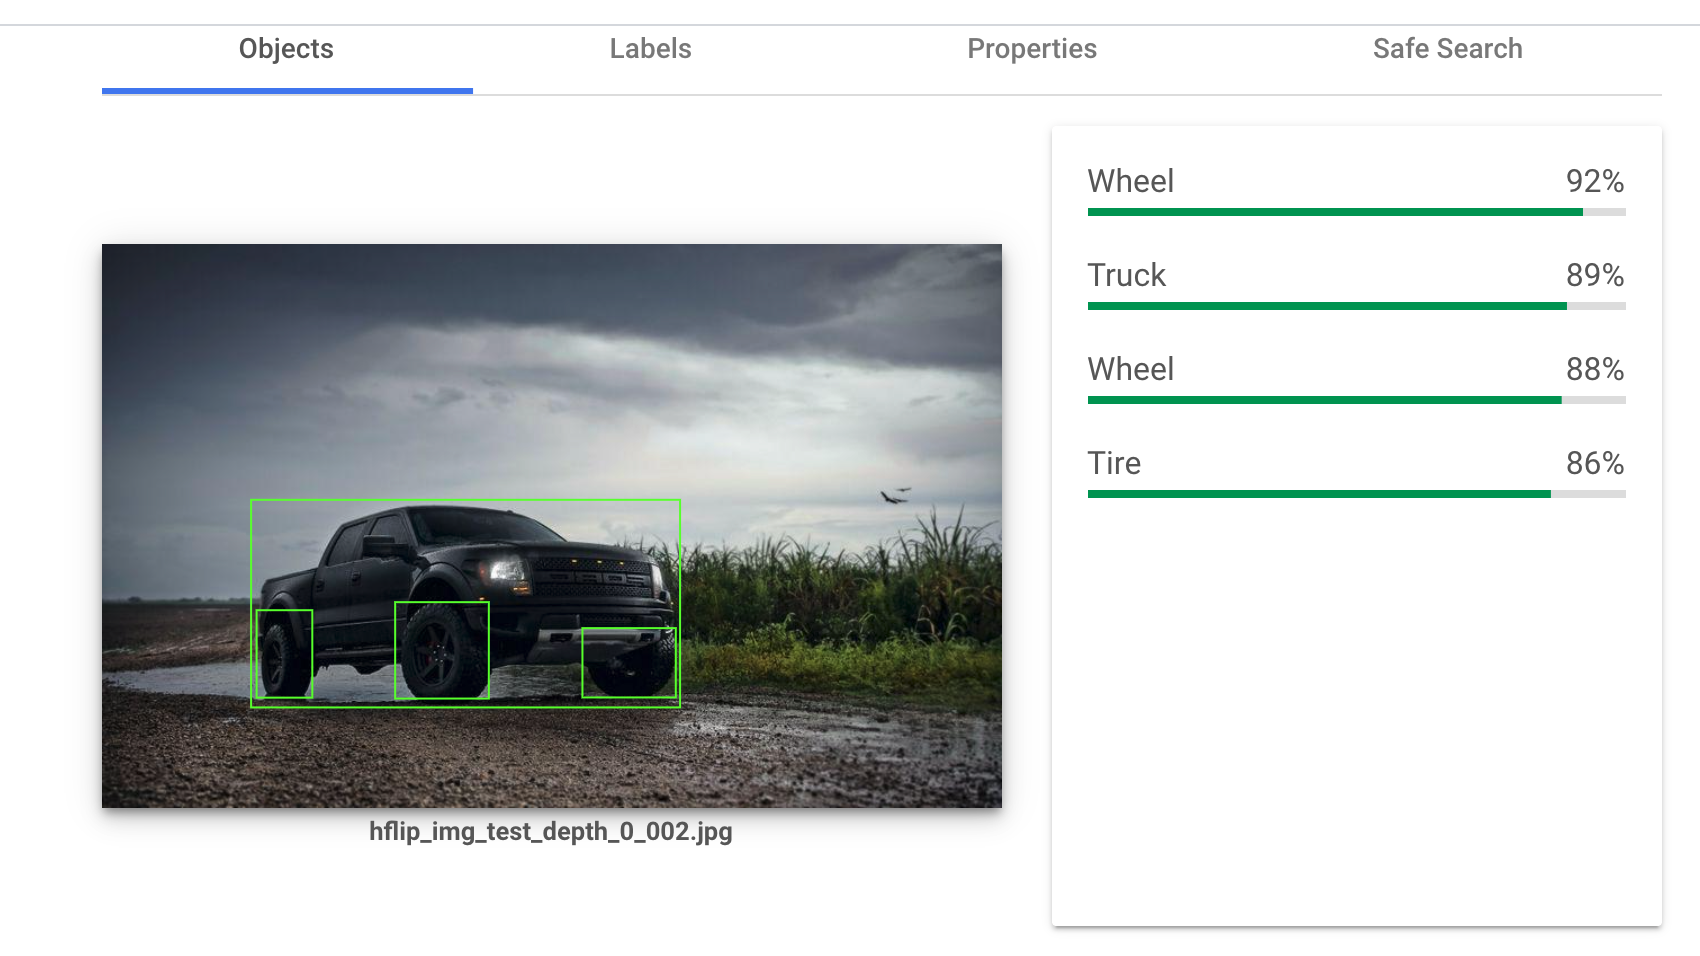 Objects Labels Properties Safe Search
Wheel 92%
Truck 89%
Wheel 88%
Tire 86%
hflip_img_test_depth_0_002.jpg